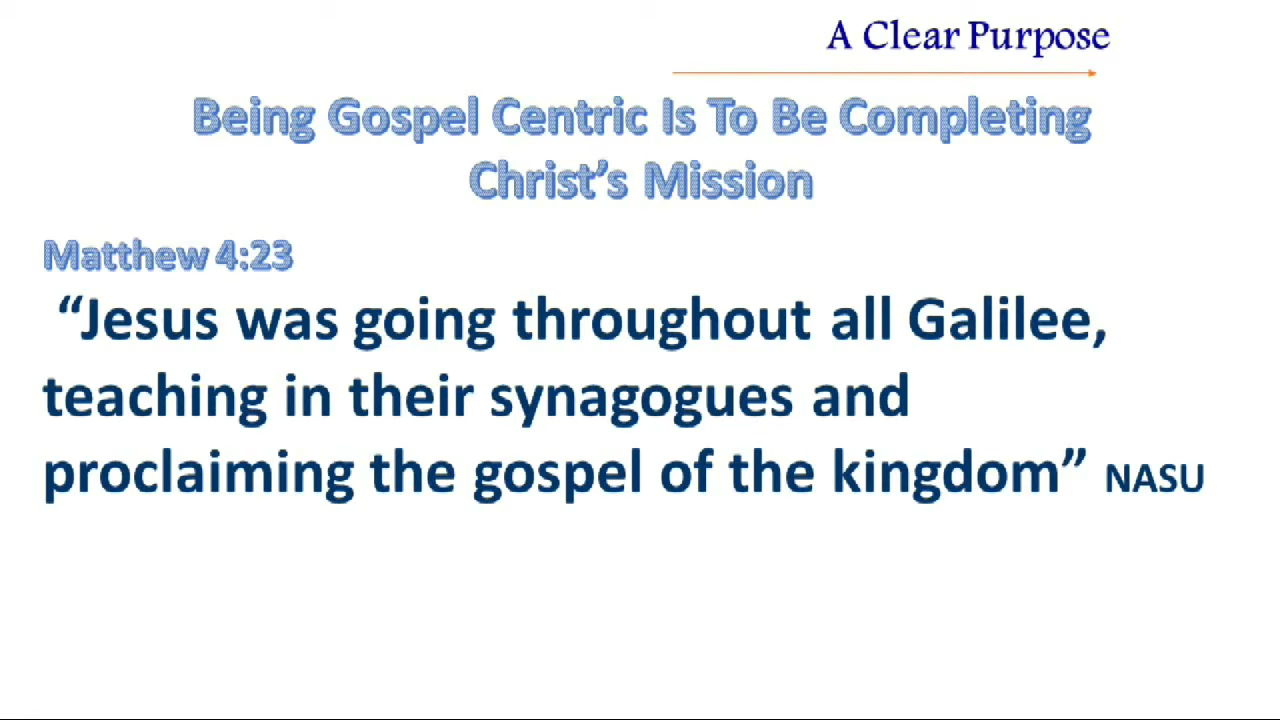 A Clear Purpose
Being Gospel Centric Is To Be Completing
Christ’s Mission
Matthew 4:23
“Jesus was going throughout all Galilee,
teaching in their synagogues and
proclaiming the gospel of the kingdom” NASU